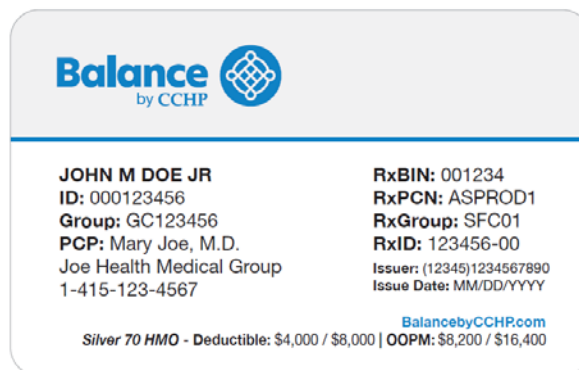 Balance
by CCHP
JOHN M DOE JR
ID: 000123456
Group: GC123456
PCP: Mary Joe, M.D.
Joe Health Medical Group
1-415-123-4567
RxBIN: 001234
RxPCN: ASPROD1
RxGroup: SFC01
RxID: 123456-00
Issuer: (12345)1234567890
Issue Date: MM/DD/YYYY
BalancebyCCHP.com
Silver 70 HMO - Deductible: $4,000 / $8,000 | OOPM: $8,200 / $16,400